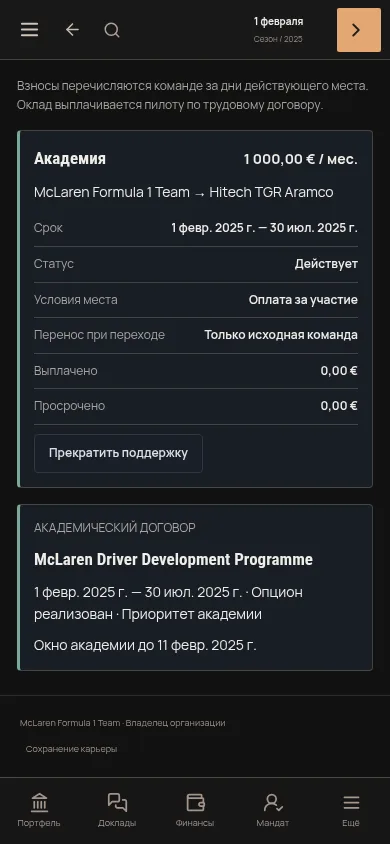 1 февраля
Сезон / 2025
Взносы перечисляются команде за дни действующего места.
Оклад выплачивается пилоту по трудовому договору.
Академия 1 000,00 € / мес.
McLaren Formula 1 Team → Hitech TGR Aramco
Срок 1 февр. 2025 г. — 30 июл. 2025 г.
Статус Действует
Условия места Оплата за участие
Перенос при переходе Только исходная команда
Выплачено 0,00 €
Просрочено 0,00 €
Прекратить поддержку
АКАДЕМИЧЕСКИЙ ДОГОВОР
McLaren Driver Development Programme
1 февр. 2025 г. — 30 июл. 2025 г. · Опцион
реализован · Приоритет академии
Окно академии до 11 февр. 2025 г.
McLaren Formula 1 Team · Владелец организации
Сохранение карьеры
Портфель Доклады Финансы Мандат Ещё